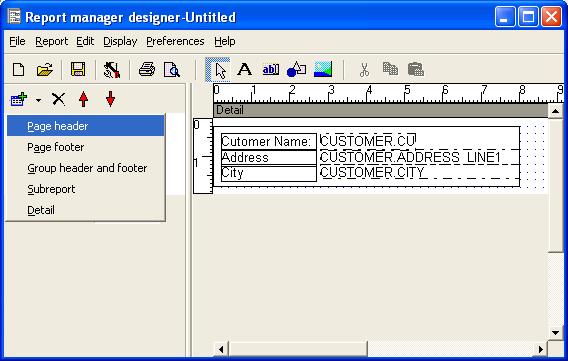 Report manager designer-Untitled
File Report Edit Display Preferences Help
A ab|
0 1 2 3 4 5 6 7 8 9
Detail
Page header
Page footer
Group header and footer
Subreport
Detail
0
1
Cutomer Name: CUSTOMER.CU
Address CUSTOMER.ADDRESS_LINE1
City CUSTOMER.CITY